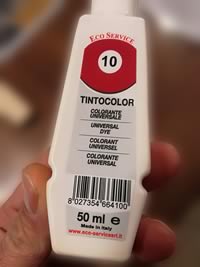 ECO SERVICE
10
TINTOCOLOR
COLORANTE
UNIVERSALE
UNIVERSAL
DYE
COLORANT
UNIVERSEL
COLORANTE
UNIVERSAL
8 027354 664100
50 ml e
Made in Italy
www.eco-servicesrl.it